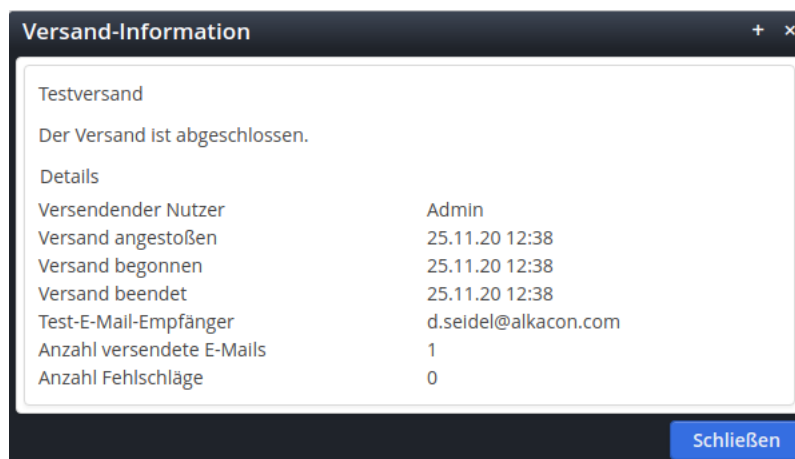 Versand-Information + ×
Testversand
Der Versand ist abgeschlossen.
Details
Versendender Nutzer Admin
Versand angestoßen 25.11.20 12:38
Versand begonnen 25.11.20 12:38
Versand beendet 25.11.20 12:38
Test-E-Mail-Empfänger d.seidel@alkacon.com
Anzahl versendete E-Mails 1
Anzahl Fehlschläge 0
Schließen